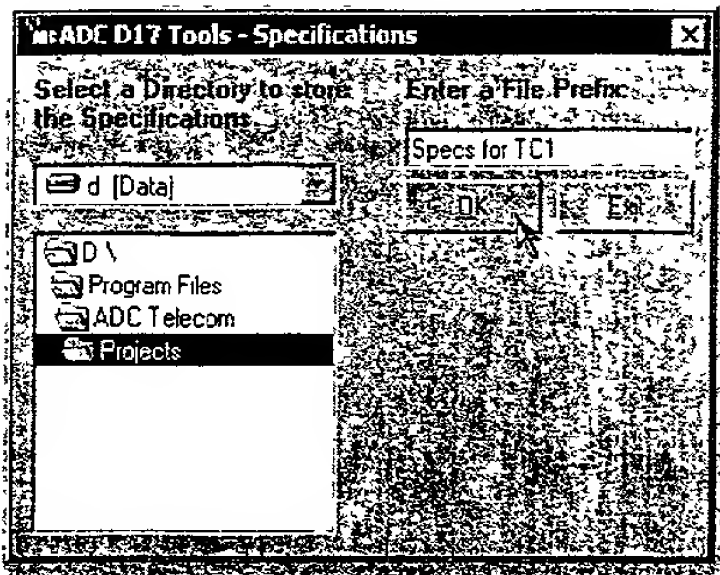 ADC D17 Tools - Specifications
Select a Directory to store
the Specifications
Enter a File Prefix
Specs for TC1
d [Data]
OK
Exit
D \
Program Files
ADC Telecom
Projects